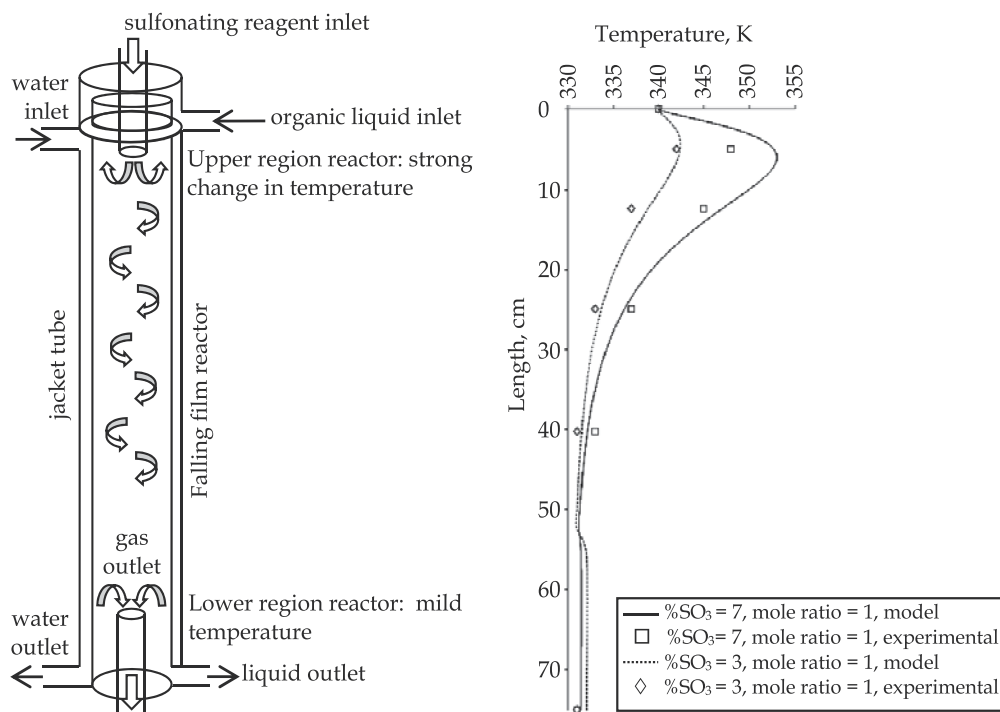 sulfonating reagent inlet
water
inlet
organic liquid inlet
Upper region reactor: strong
change in temperature
jacket tube
Falling film reactor
gas
outlet
Lower region reactor: mild
temperature
water
outlet
liquid outlet
Temperature, K
330
335
340
345
350
355
Length, cm
0
10
20
30
40
50
60
70
%SO₃ = 7, mole ratio = 1, model
%SO₃ = 7, mole ratio = 1, experimental
%SO₃ = 3, mole ratio = 1, model
%SO₃ = 3, mole ratio = 1, experimental